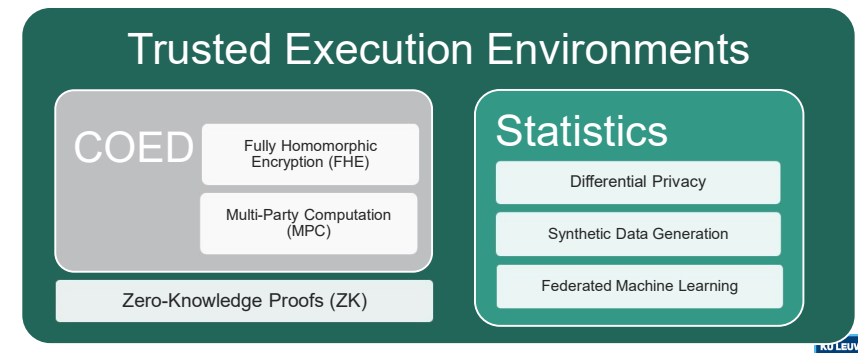 Trusted Execution Environments
COED
Fully Homomorphic
Encryption (FHE)
Multi-Party Computation
(MPC)
Zero-Knowledge Proofs (ZK)
Statistics
Differential Privacy
Synthetic Data Generation
Federated Machine Learning